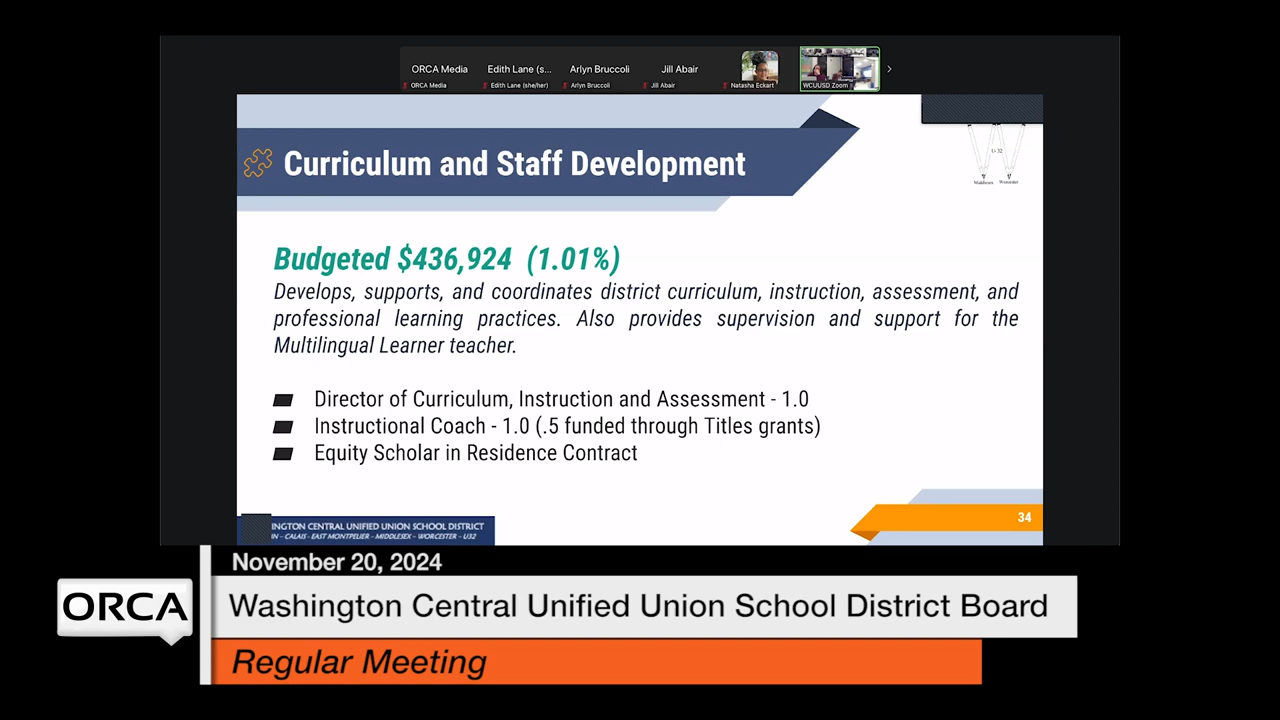 ORCA Media
Edith Lane (s...
Arlyn Bruccoli
Jill Abair
ORCA Media
Edith Lane (she/her)
Arlyn Bruccoli
Jill Abair
Natasha Eckart
WCUUSD Zoom
Curriculum and Staff Development
U-32
Middlesex Worcester
Budgeted $436,924 (1.01%)
Develops, supports, and coordinates district curriculum, instruction, assessment, and
professional learning practices. Also provides supervision and support for the
Multilingual Learner teacher.
Director of Curriculum, Instruction and Assessment - 1.0
Instructional Coach - 1.0 (.5 funded through Titles grants)
Equity Scholar in Residence Contract
34
INGTON CENTRAL UNIFIED UNION SCHOOL DISTRICT
IN - CALAIS - EAST MONTPELIER - MIDDLESEX - WORCESTER - U32
November 20, 2024
ORCA
Washington Central Unified Union School District Board
Regular Meeting